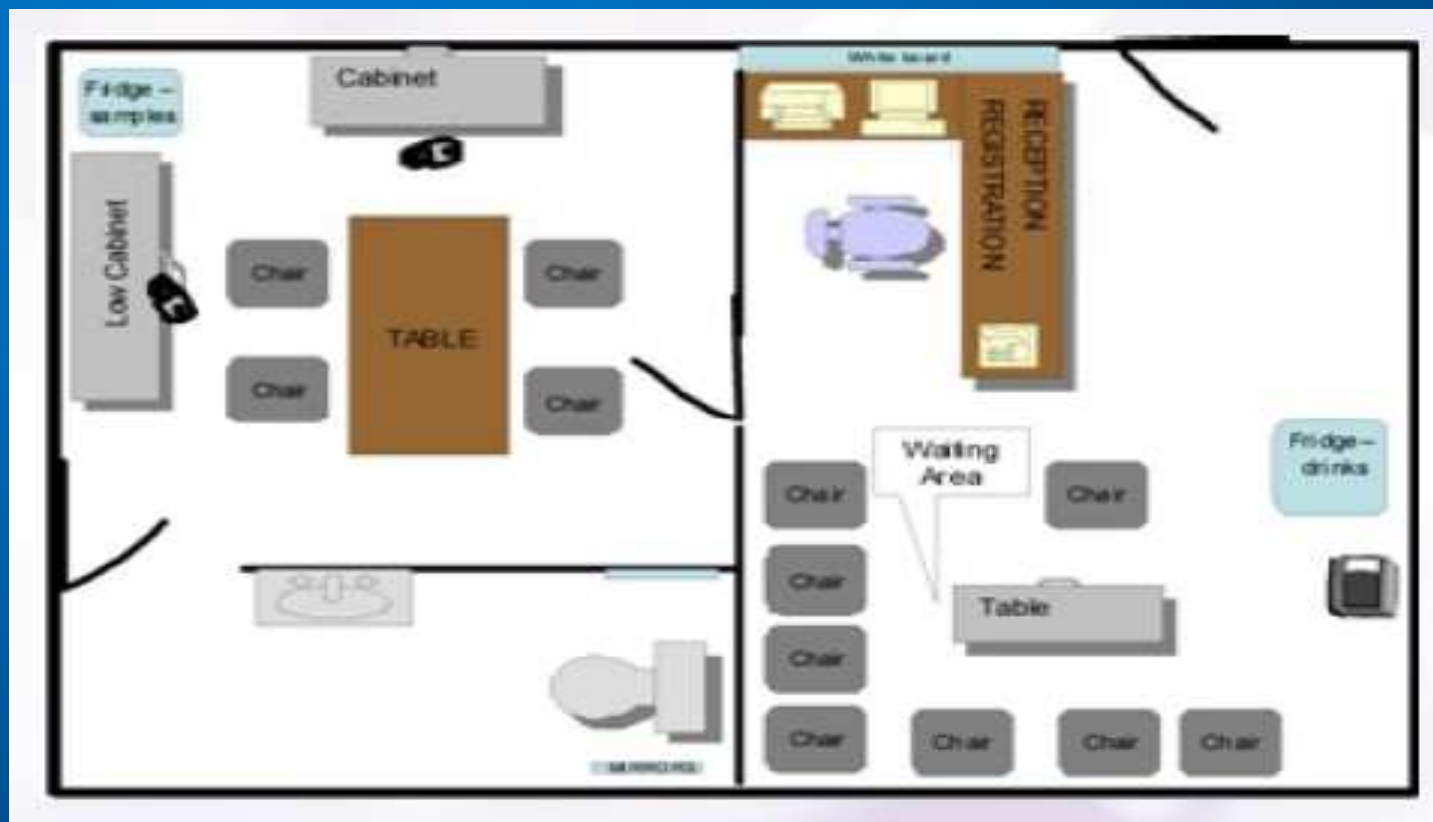 Fridge –
samples
Cabinet
White board
RECEPTION
REGISTRATION
Low Cabinet
Chair
Chair
TABLE
Chair
Chair
Waiting
Area
Fridge –
drinks
Chair
Chair
Chair
Table
Chair
Chair
Chair
Chair
Chair